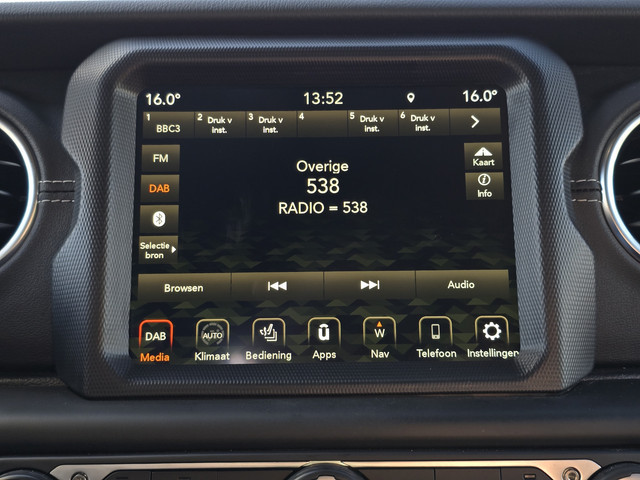 16.0° 13:52 16.0°
1 BBC3 2 Druk v inst. 3 Druk v inst. 4 5 Druk v inst. 6 Druk v inst.
FM
DAB
Selectie bron
Overige
538
RADIO = 538
Kaart
Info
Browsen Audio
DAB AUTO ū W
Media Klimaat Bediening Apps Nav Telefoon Instellingen